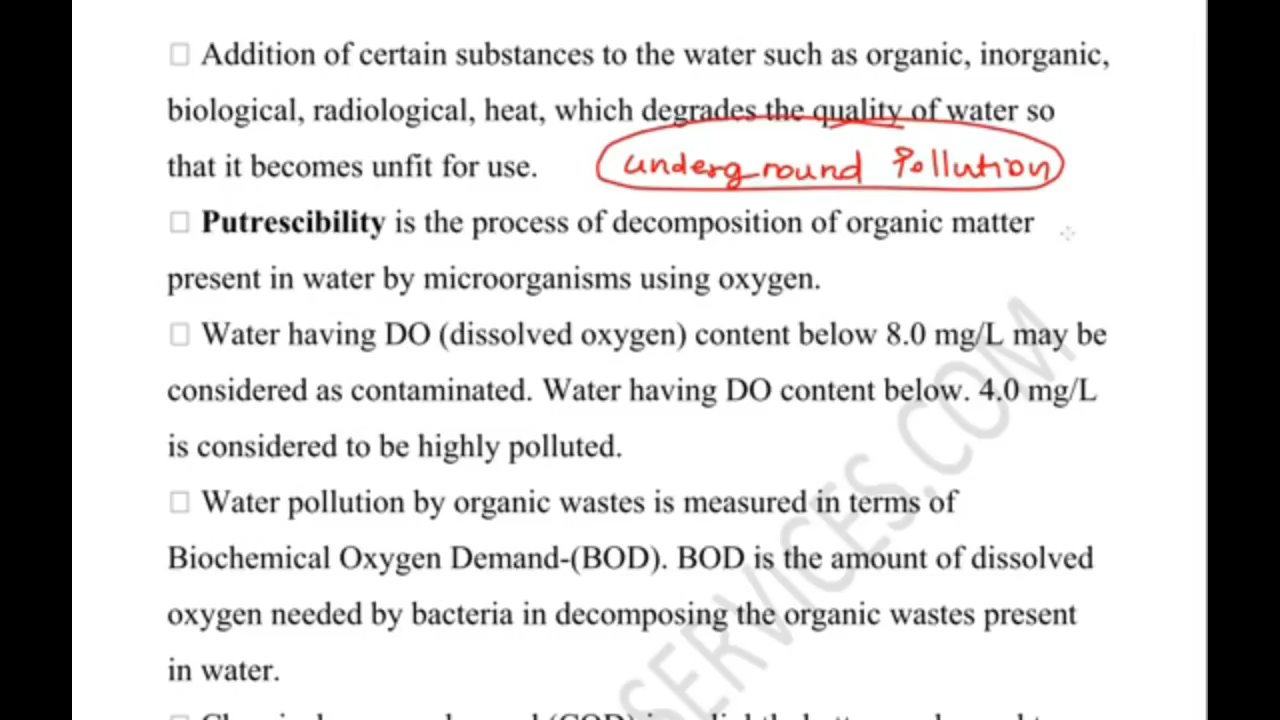 Addition of certain substances to the water such as organic, inorganic,
biological, radiological, heat, which degrades the quality of water so
that it becomes unfit for use. underground Pollution
Putrescibility is the process of decomposition of organic matter
present in water by microorganisms using oxygen.
Water having DO (dissolved oxygen) content below 8.0 mg/L may be
considered as contaminated. Water having DO content below. 4.0 mg/L
is considered to be highly polluted.
Water pollution by organic wastes is measured in terms of
Biochemical Oxygen Demand-(BOD). BOD is the amount of dissolved
oxygen needed by bacteria in decomposing the organic wastes present
in water.
SERVICES.COM